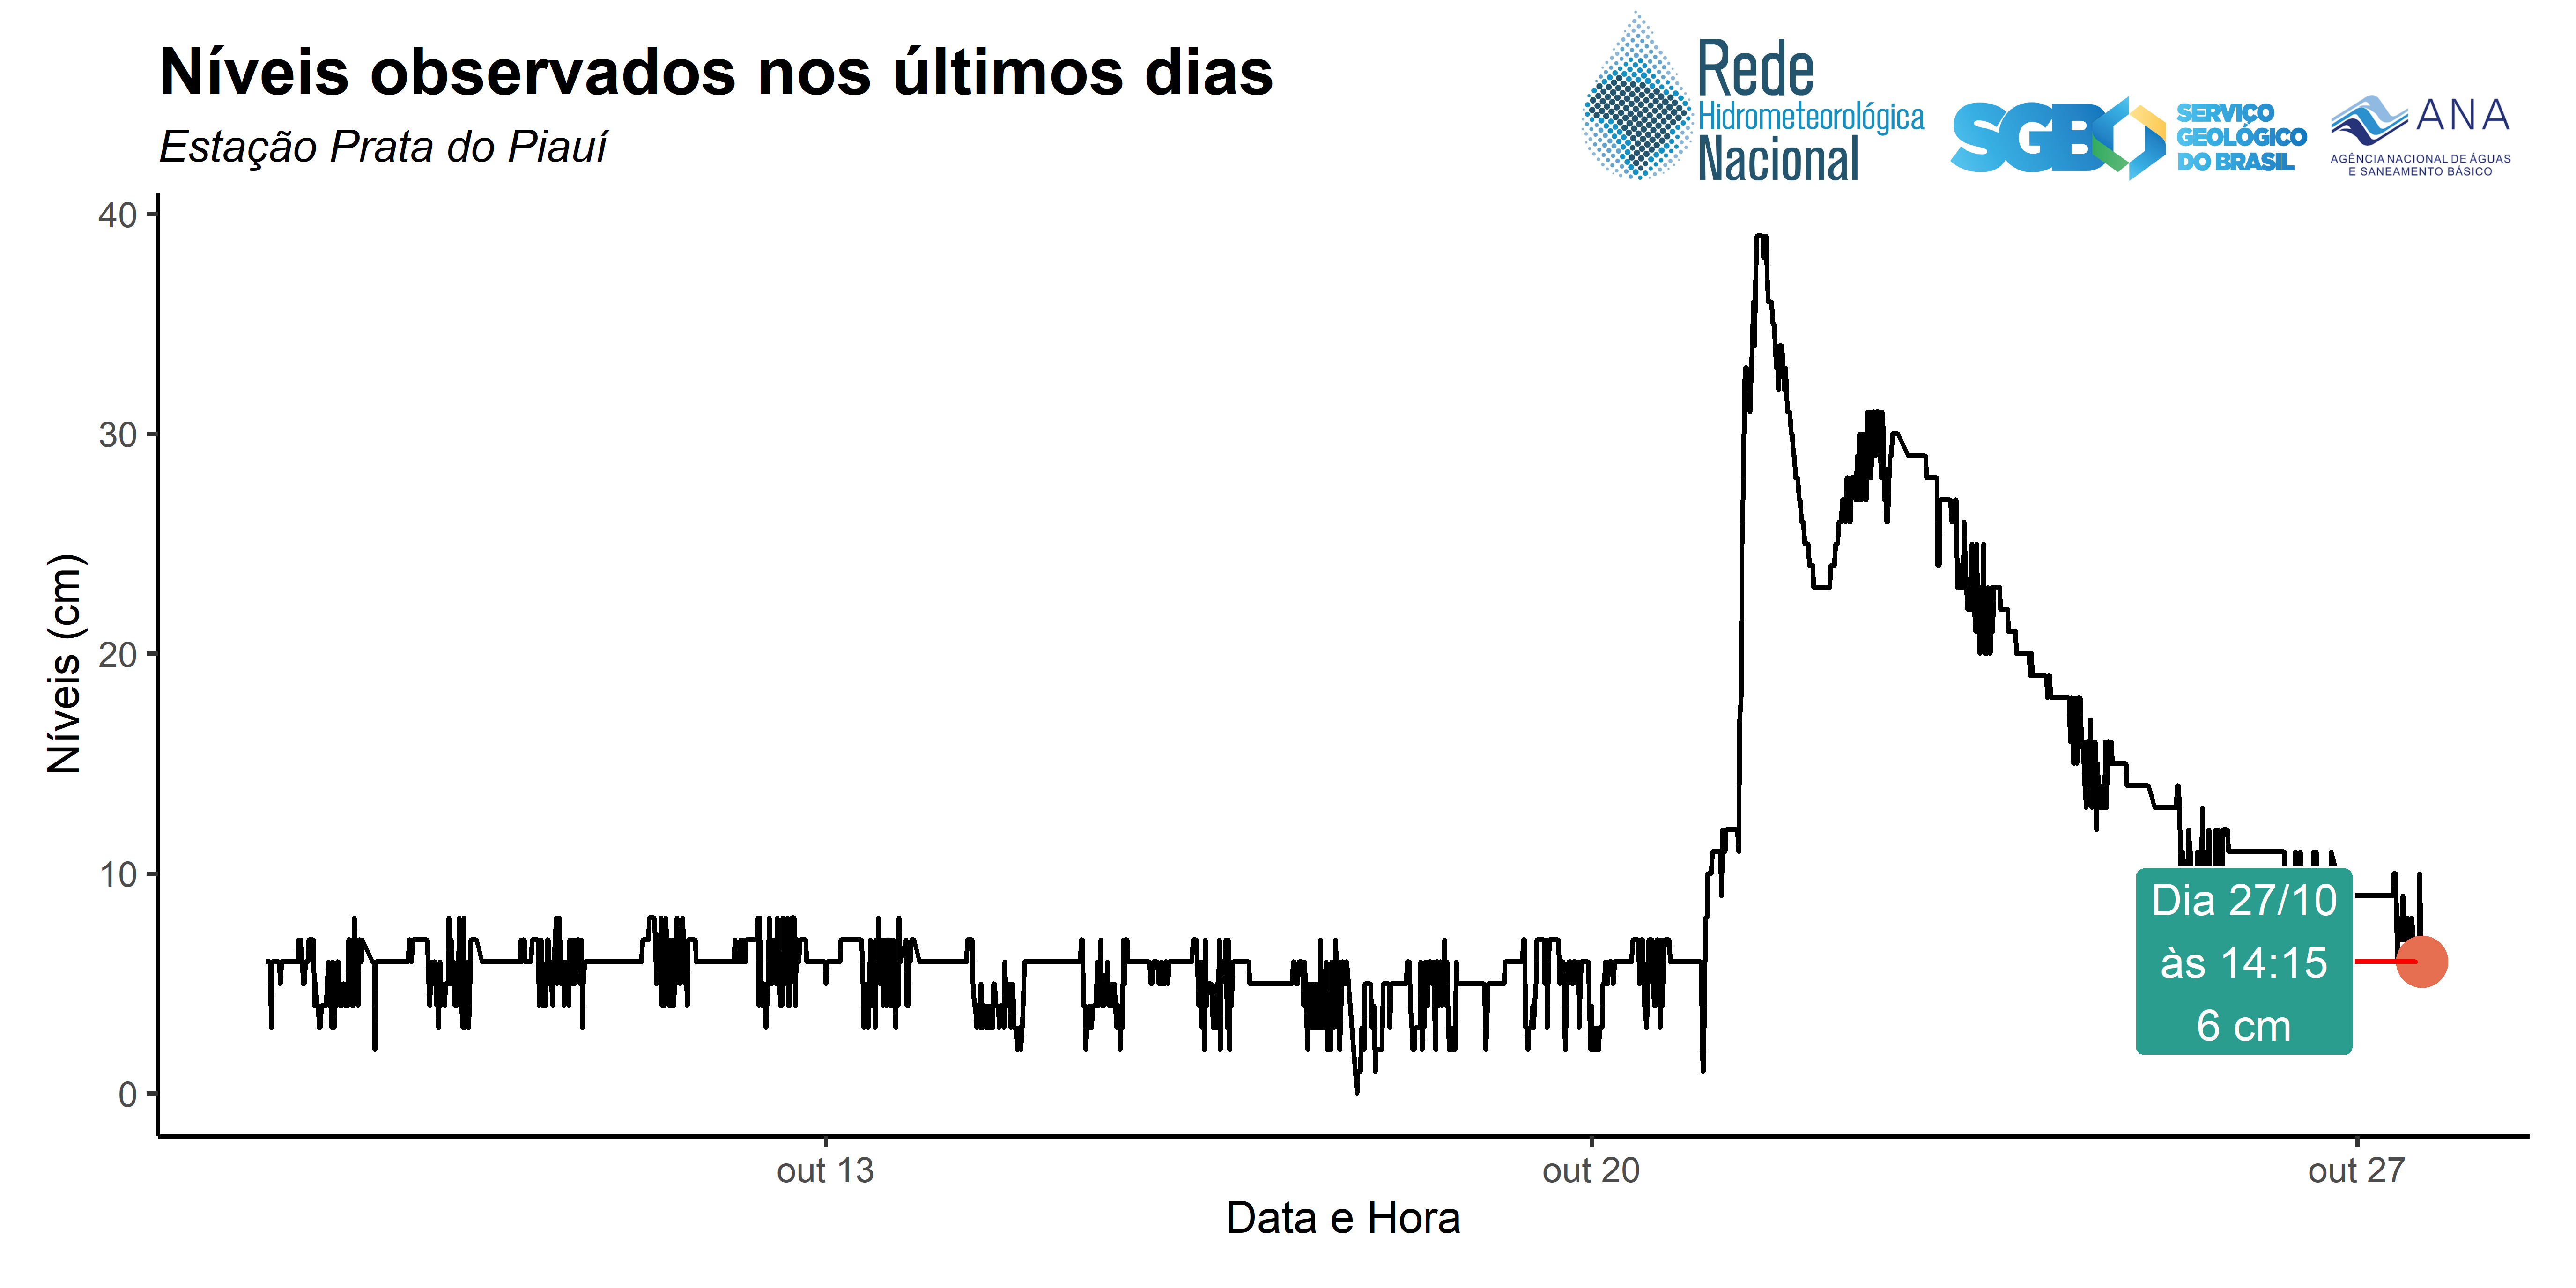 Níveis observados nos últimos dias
Estação Prata do Piauí
Rede
Hidrometeorológica
Nacional
SGB
SERVIÇO
GEOLÓGICO
DO BRASIL
ANA
AGÊNCIA NACIONAL DE ÁGUAS
E SANEAMENTO BÁSICO
40
30
20
10
0
Níveis (cm)
Dia 27/10
às 14:15
6 cm
out 13
out 20
out 27
Data e Hora